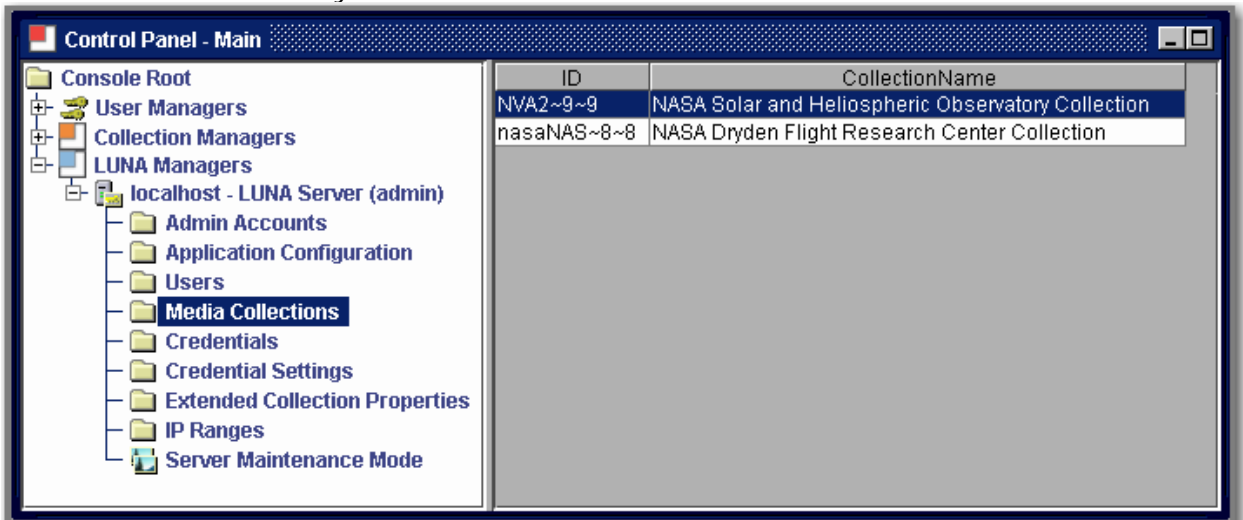 Control Panel - Main
Console Root
User Managers
Collection Managers
LUNA Managers
localhost - LUNA Server (admin)
Admin Accounts
Application Configuration
Users
Media Collections
Credentials
Credential Settings
Extended Collection Properties
IP Ranges
Server Maintenance Mode
ID CollectionName
NVA2~9~9 NASA Solar and Heliospheric Observatory Collection
nasaNAS~8~8 NASA Dryden Flight Research Center Collection